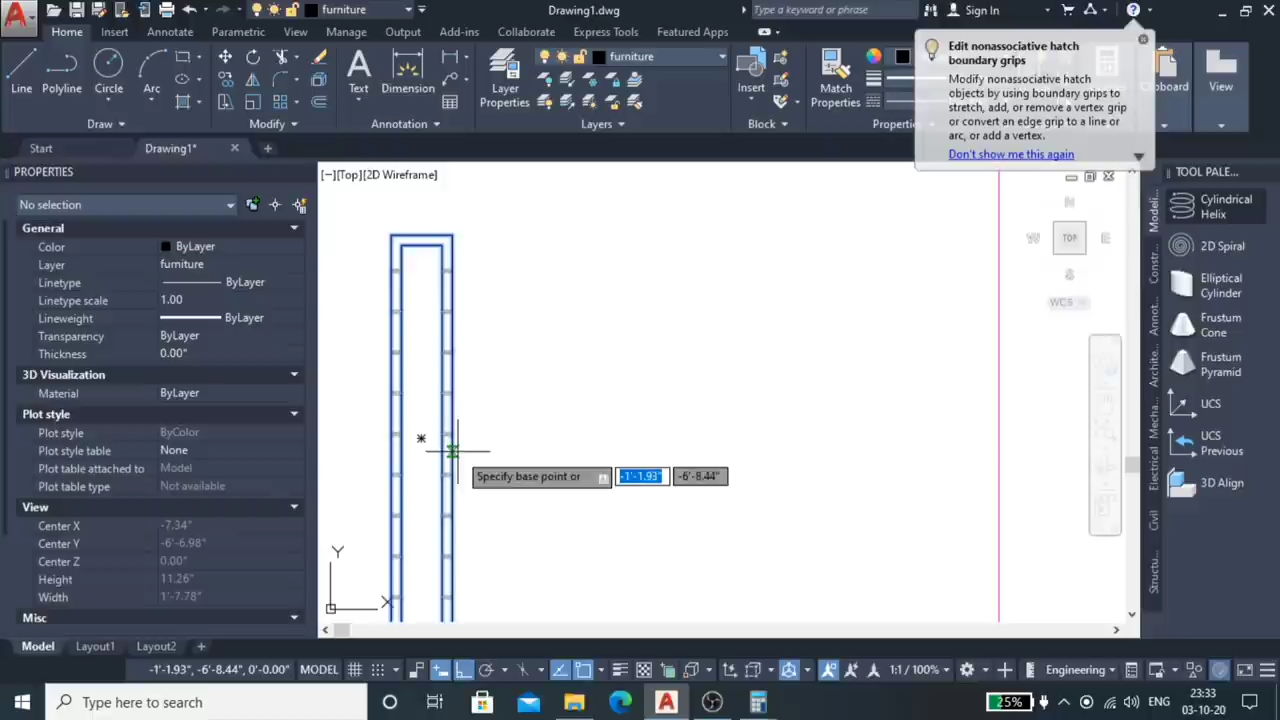 A furniture Drawing1.dwg Type a keyword or phrase Sign In
Home Insert Annotate Parametric View Manage Output Add-ins Collaborate Express Tools Featured Apps
Line Polyline Circle Arc Text Dimension Layer Properties furniture Insert Match Properties Clipboard View
Draw Modify Annotation Layers Block Properties
Edit nonassociative hatch
boundary grips
Modify nonassociative hatch
objects by using boundary grips to
stretch, add, or remove a vertex grip
or convert an edge grip to a line or
arc, or add a vertex.
Don't show me this again
Start Drawing1*
PROPERTIES
No selection
General
Color ByLayer
Layer furniture
Linetype ByLayer
Linetype scale 1.00
Lineweight ByLayer
Transparency ByLayer
Thickness 0.00"
3D Visualization
Material ByLayer
Plot style
Plot style ByColor
Plot style table None
Plot table attached to Model
Plot table type Not available
View
Center X -7.34"
Center Y -6'-6.98"
Center Z 0.00"
Height 11.26"
Width 1'-7.78"
Misc
[−][Top][2D Wireframe]
Specify base point or -1'-1.93" -6'-8.44"
Y
X
N
W TOP E
S
WCS
TOOL PALE...
Cylindrical
Helix
2D Spiral
Elliptical
Cylinder
Frustum
Cone
Frustum
Pyramid
UCS
UCS
Previous
3D Align
Modeli...
Constr...
Annot...
Archite...
Mecha...
Electrical
Civil
Structu...
Model Layout1 Layout2
-1'-1.93", -6'-8.44", 0'-0.00" MODEL 1:1 / 100% Engineering
Type here to search
A 25% ENG 23:33
03-10-20